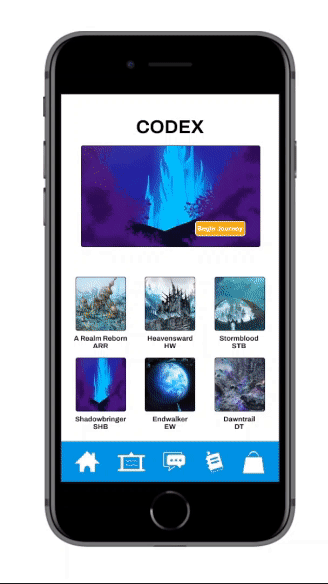 CODEX
Begin Journey
A Realm Reborn
ARR
Heavensward
HW
Stormblood
STB
Shadowbringer
SHB
Endwalker
EW
Dawntrail
DT